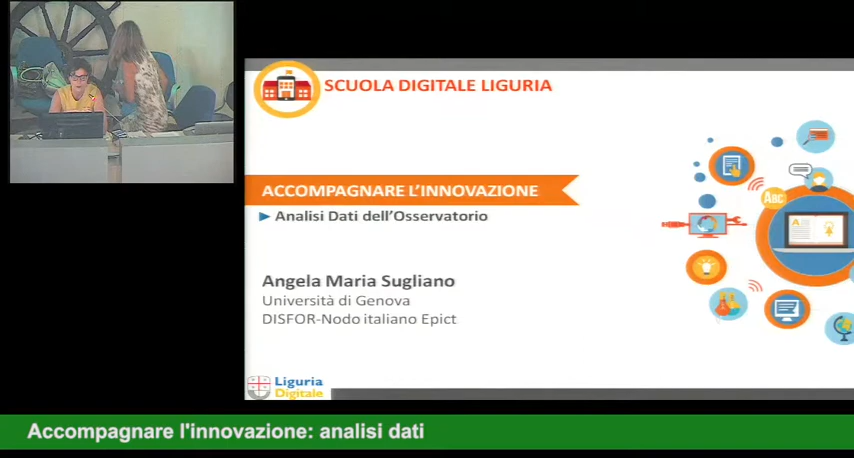 SCUOLA DIGITALE LIGURIA
ACCOMPAGNARE L'INNOVAZIONE
Analisi Dati dell'Osservatorio
Angela Maria Sugliano
Università di Genova
DISFOR-Nodo italiano Epict
ABC
A
Liguria
Digitale
Accompagnare l'innovazione: analisi dati